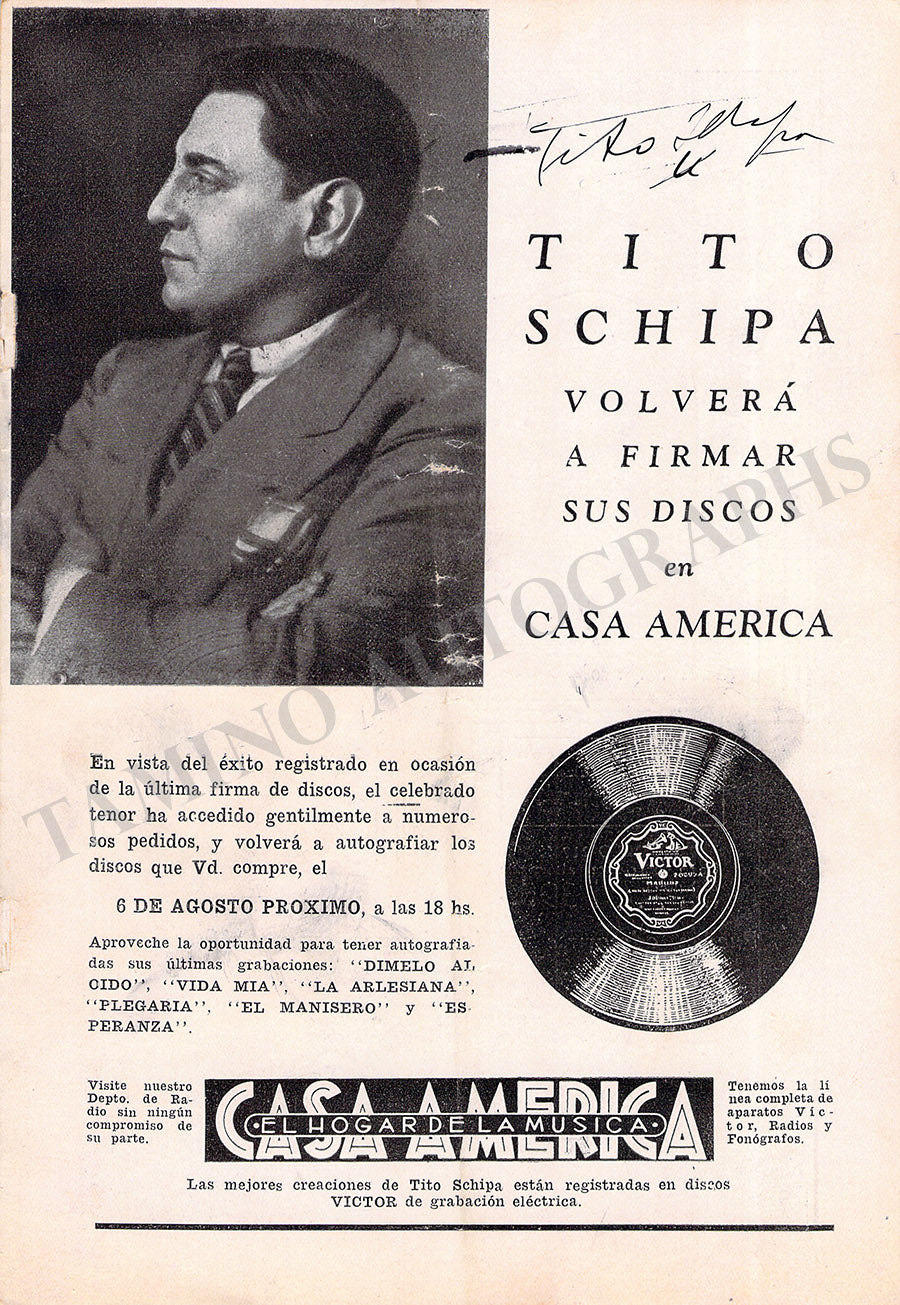 Tito Schipa
TITO
SCHIPA
VOLVERÁ
A FIRMAR
SUS DISCOS
en
CASA AMERICA
TAMINO AUTOGRAPHS
En vista del éxito registrado en ocasión
de la última firma de discos, el celebrado
tenor ha accedido gentilmente a numero-
sos pedidos, y volverá a autografiar los
discos que Vd. compre, el
6 DE AGOSTO PROXIMO, a las 18 hs.
Aproveche la oportunidad para tener autografia-
das sus últimas grabaciones: "DIMELO AL
OIDO", "VIDA MIA", "LA ARLESIANA",
"PLEGARIA", "EL MANISERO" y "ES-
PERANZA".
VICTOR
Visite nuestro
Depto. de Ra-
dio sin ningún
compromiso de
su parte.
CASA AMERICA
·EL HOGAR DE LA MUSICA·
Tenemos la lí
nea completa de
aparatos Víc-
tor, Radios y
Fonógrafos.
Las mejores creaciones de Tito Schipa están registradas en discos
VICTOR de grabación eléctrica.